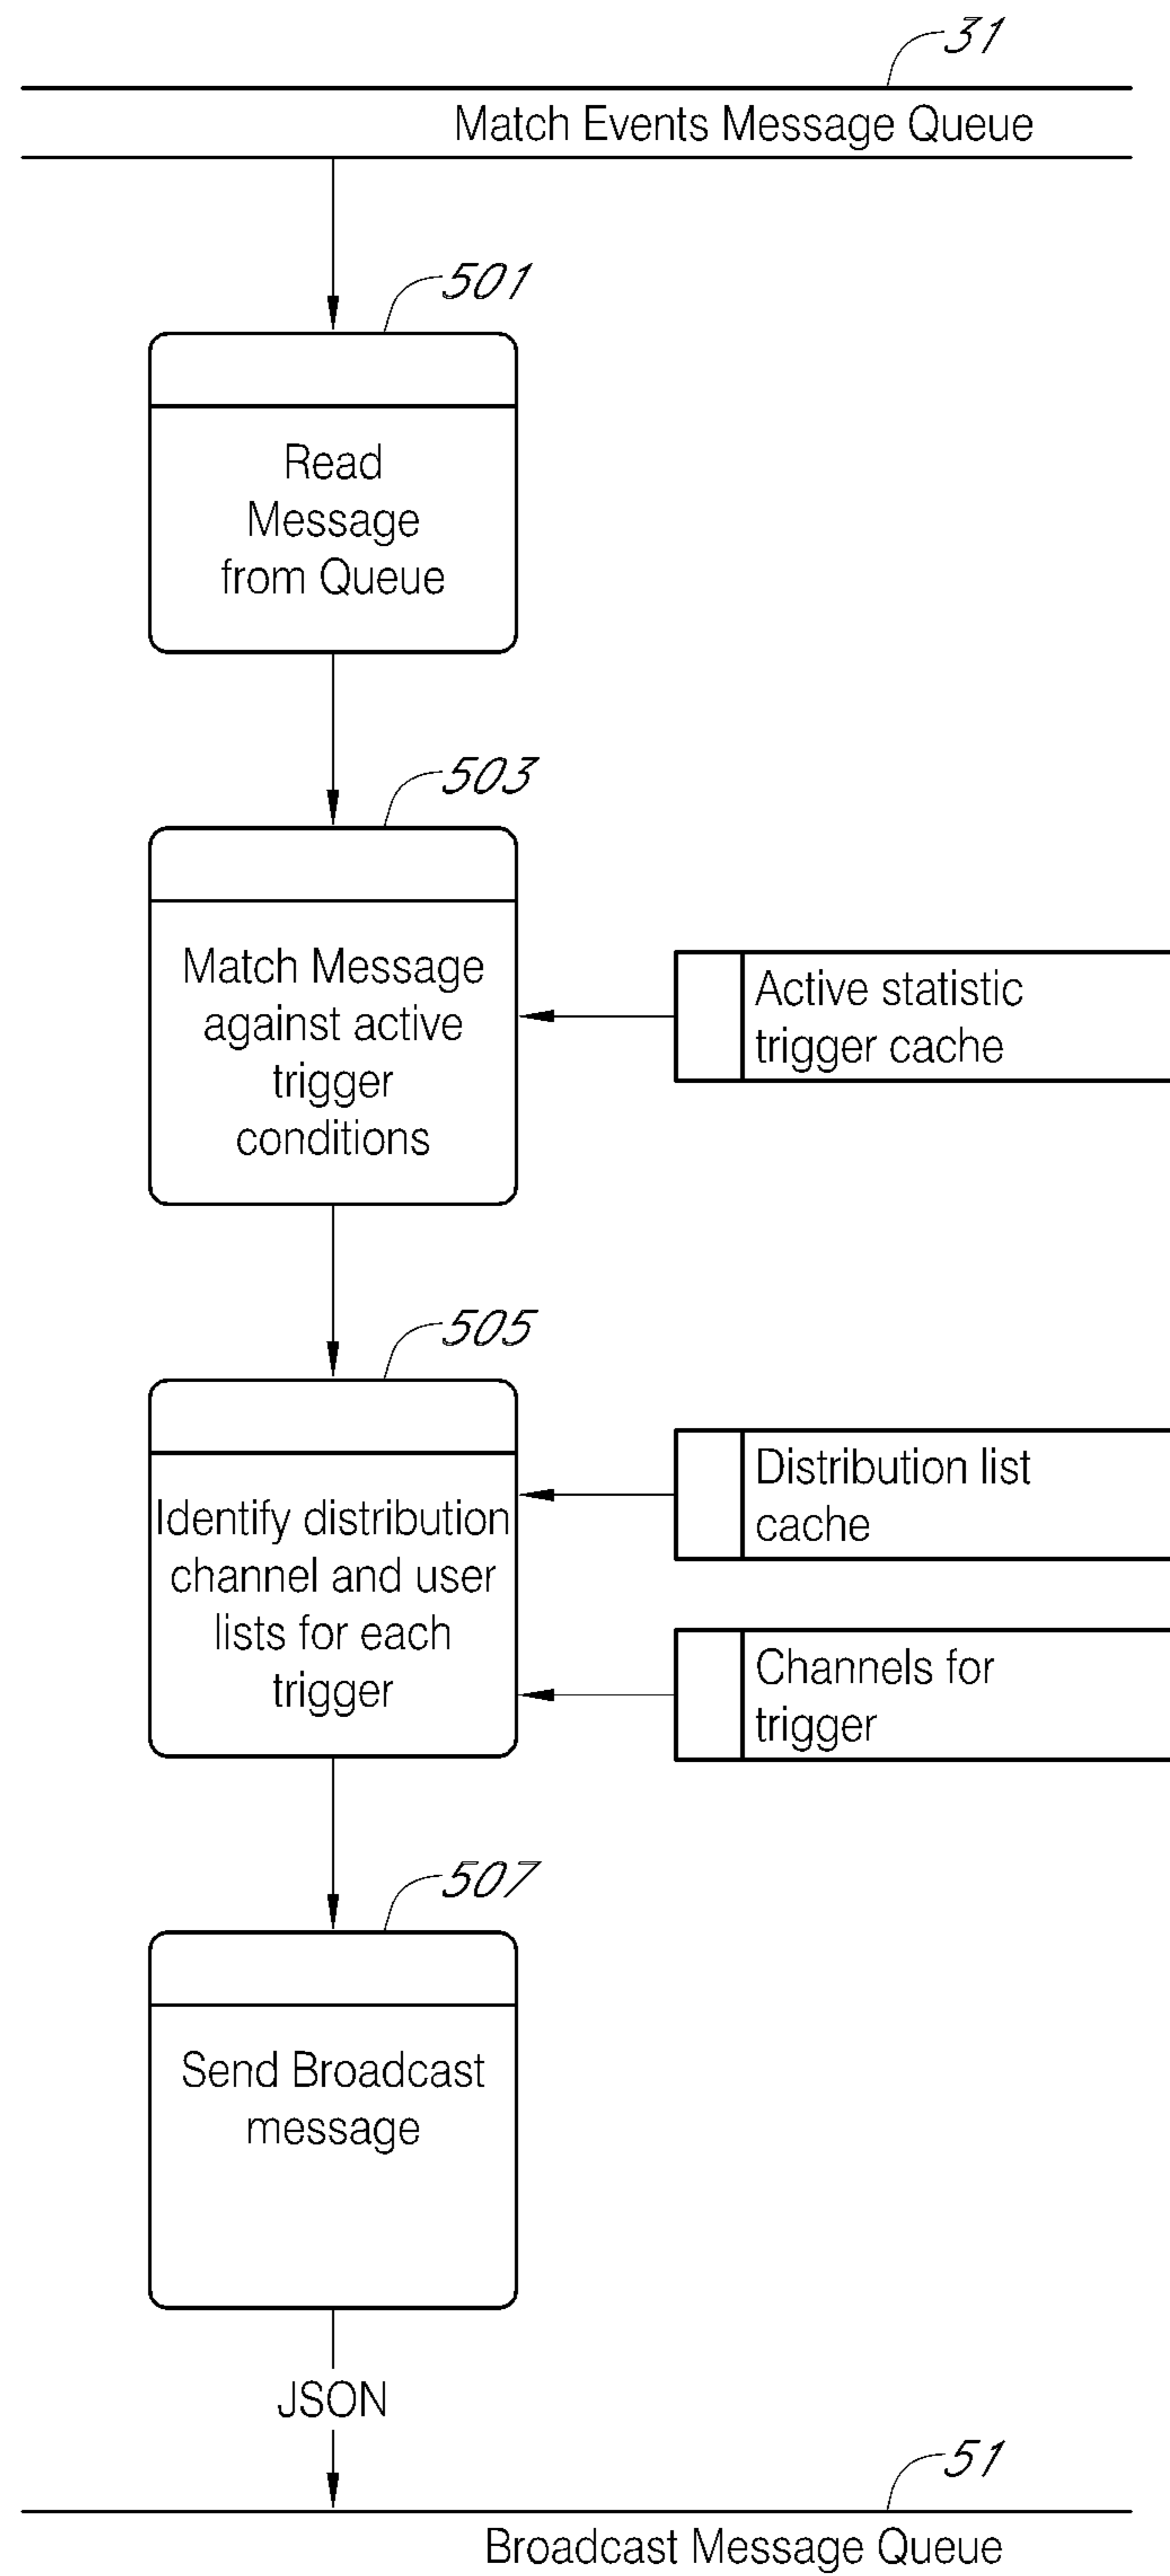 31
Match Events Message Queue
501
Read
Message
from Queue
503
Match Message
against active
trigger
conditions
Active statistic
trigger cache
505
Identify distribution
channel and user
lists for each
trigger
Distribution list
cache
Channels for
trigger
507
Send Broadcast
message
JSON
51
Broadcast Message Queue